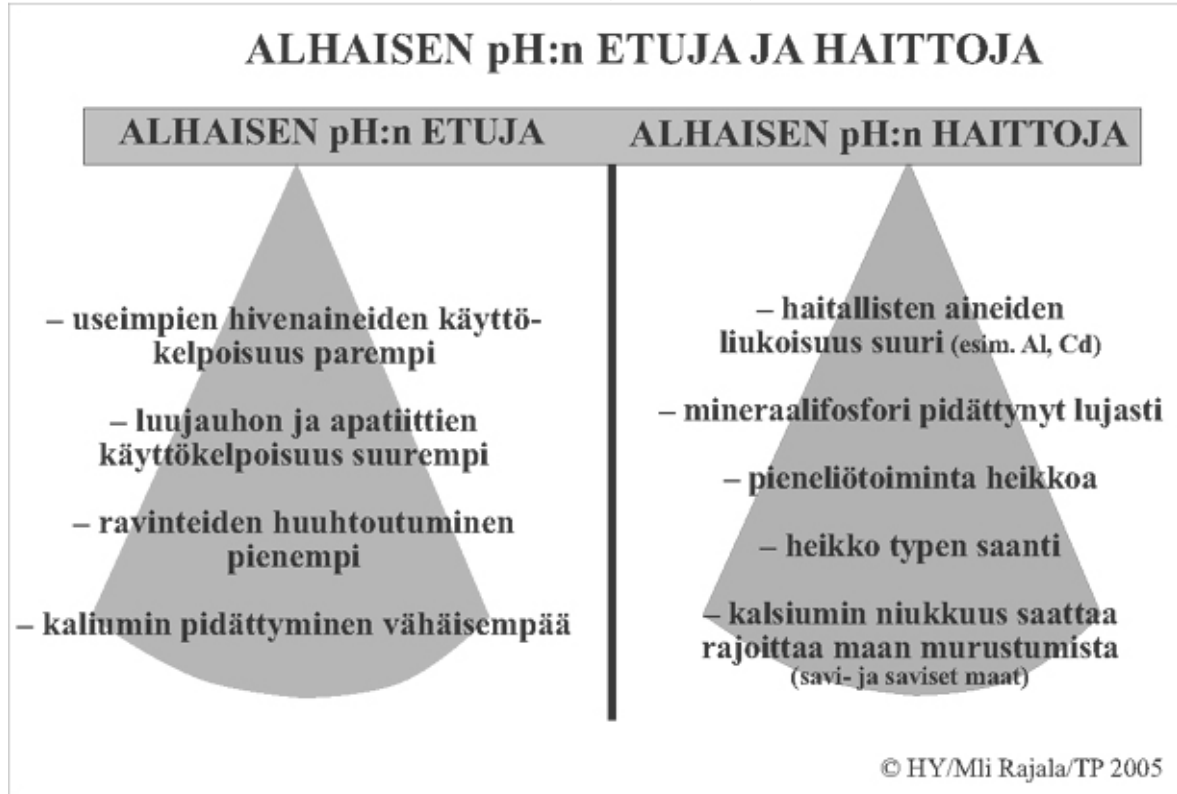 ALHAISEN pH:n ETUJA JA HAITTOJA
ALHAISEN pH:n ETUJA
– useimpien hivenaineiden käyttö-
kelpoisuus parempi
– luujauhon ja apatiittien
käyttökelpoisuus suurempi
– ravinteiden huuhtoutuminen
pienempi
– kaliumin pidättyminen vähäisempää
ALHAISEN pH:n HAITTOJA
– haitallisten aineiden
liukoisuus suuri (esim. Al, Cd)
– mineraalifosfori pidättynyt lujasti
– pieneliötoiminta heikkoa
– heikko typen saanti
– kalsiumin niukkuus saattaa
rajoittaa maan murustumista
(savi- ja saviset maat)
© HY/Mli Rajala/TP 2005